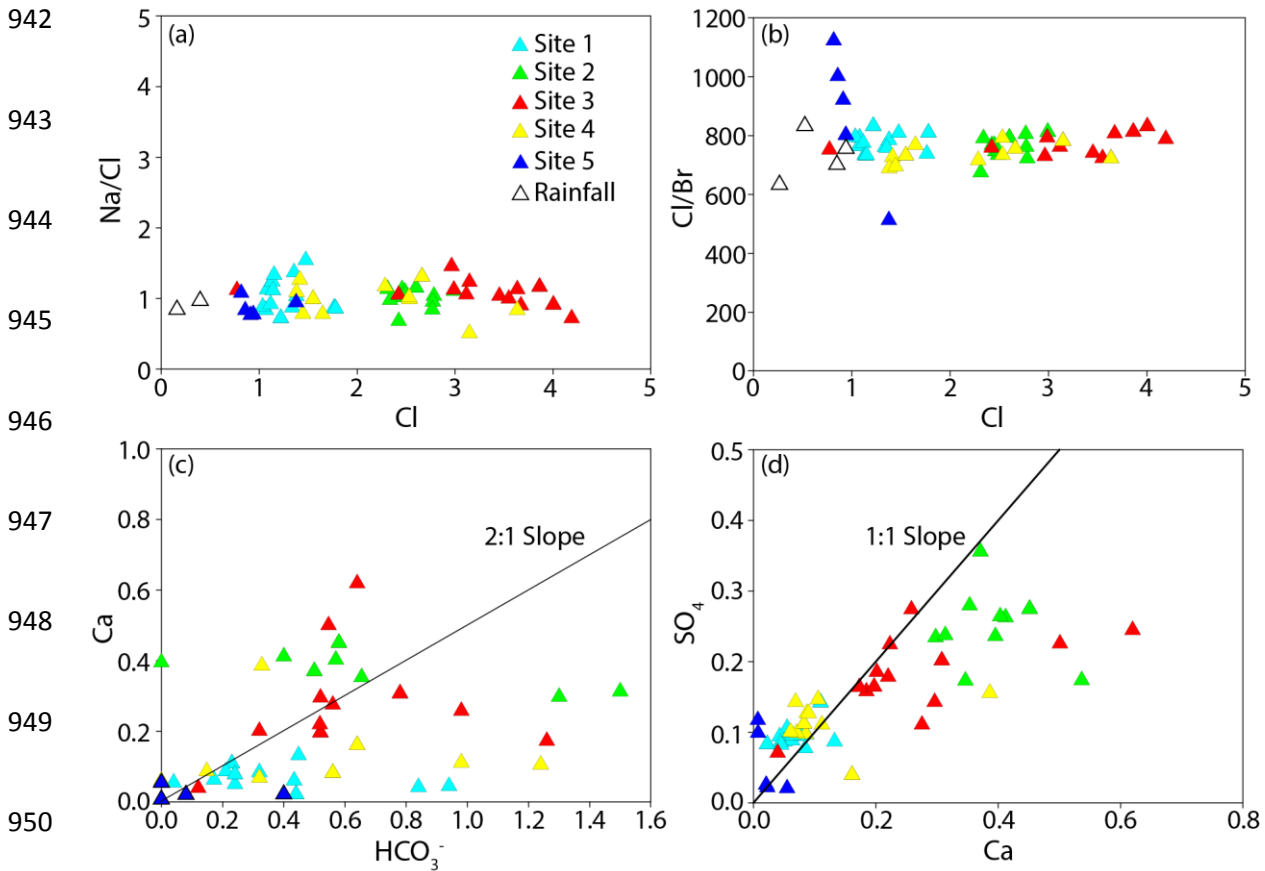 942
943
944
945
946
947
948
949
950
(a)
5
4
3
2
1
0
Na/Cl
0 1 2 3 4 5
Cl
Site 1
Site 2
Site 3
Site 4
Site 5
Rainfall
(b)
1200
1000
800
600
400
200
0
Cl/Br
0 1 2 3 4 5
Cl
(c)
1.0
0.8
0.6
0.4
0.2
0.0
Ca
2:1 Slope
0.0 0.2 0.4 0.6 0.8 1.0 1.2 1.4 1.6
HCO₃⁻
(d)
0.5
0.4
0.3
0.2
0.1
0.0
SO₄
1:1 Slope
0.0 0.2 0.4 0.6 0.8
Ca